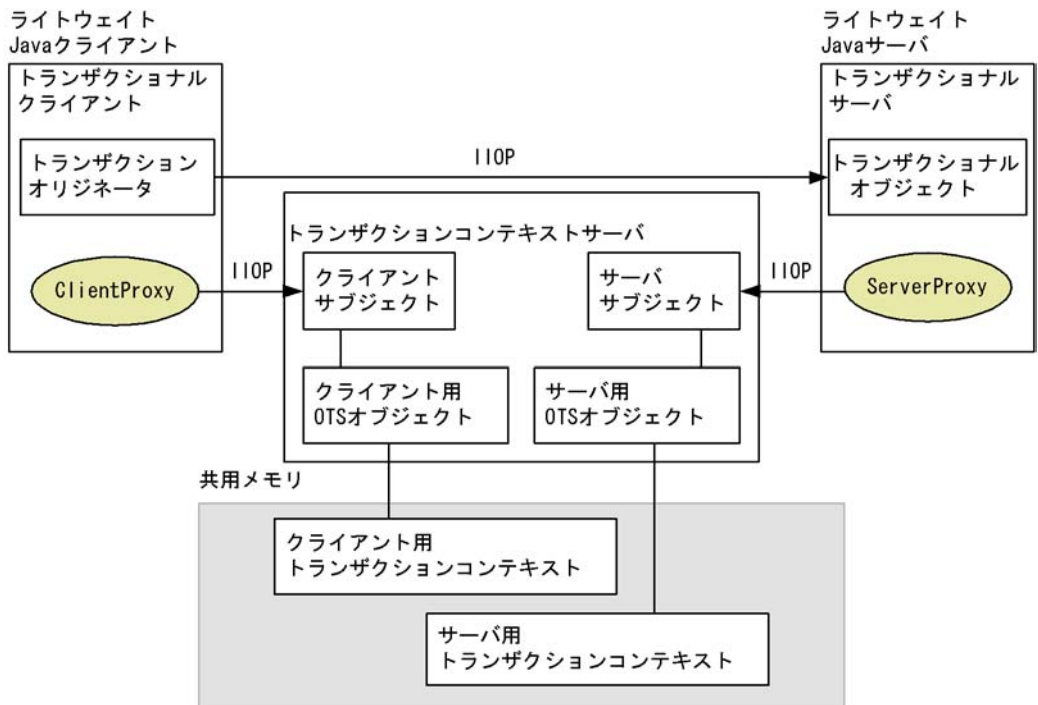 ライトウェイト
Javaクライアント
トランザクショナル
クライアント
トランザクション
オリジネータ
ClientProxy
IIOP
IIOP
ライトウェイト
Javaサーバ
トランザクショナル
サーバ
トランザクショナル
オブジェクト
ServerProxy
IIOP
トランザクションコンテキストサーバ
クライアント
サブジェクト
サーバ
サブジェクト
クライアント用
OTSオブジェクト
サーバ用
OTSオブジェクト
共用メモリ
クライアント用
トランザクションコンテキスト
サーバ用
トランザクションコンテキスト